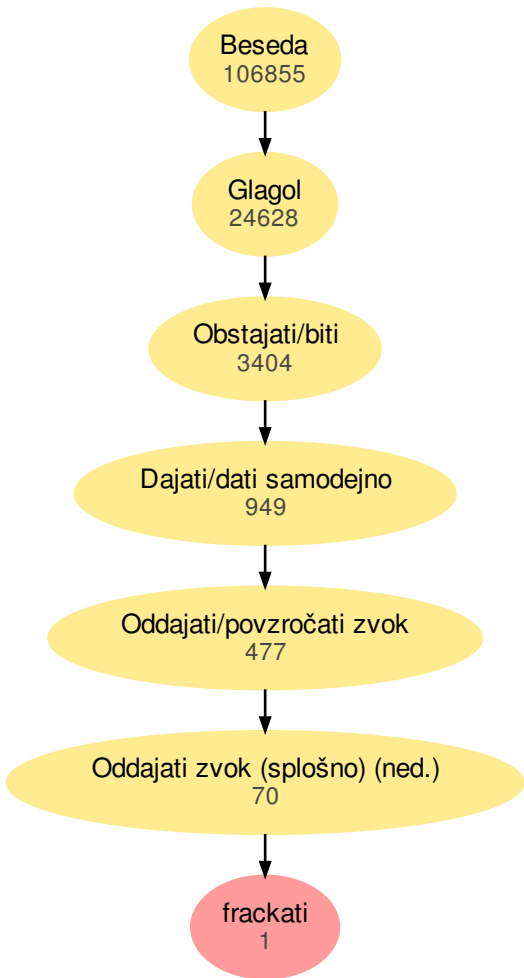 Beseda
106855
Glagol
24628
Obstajati/biti
3404
Dajati/dati samodejno
949
Oddajati/povzročati zvok
477
Oddajati zvok (splošno) (ned.)
70
frackati
1